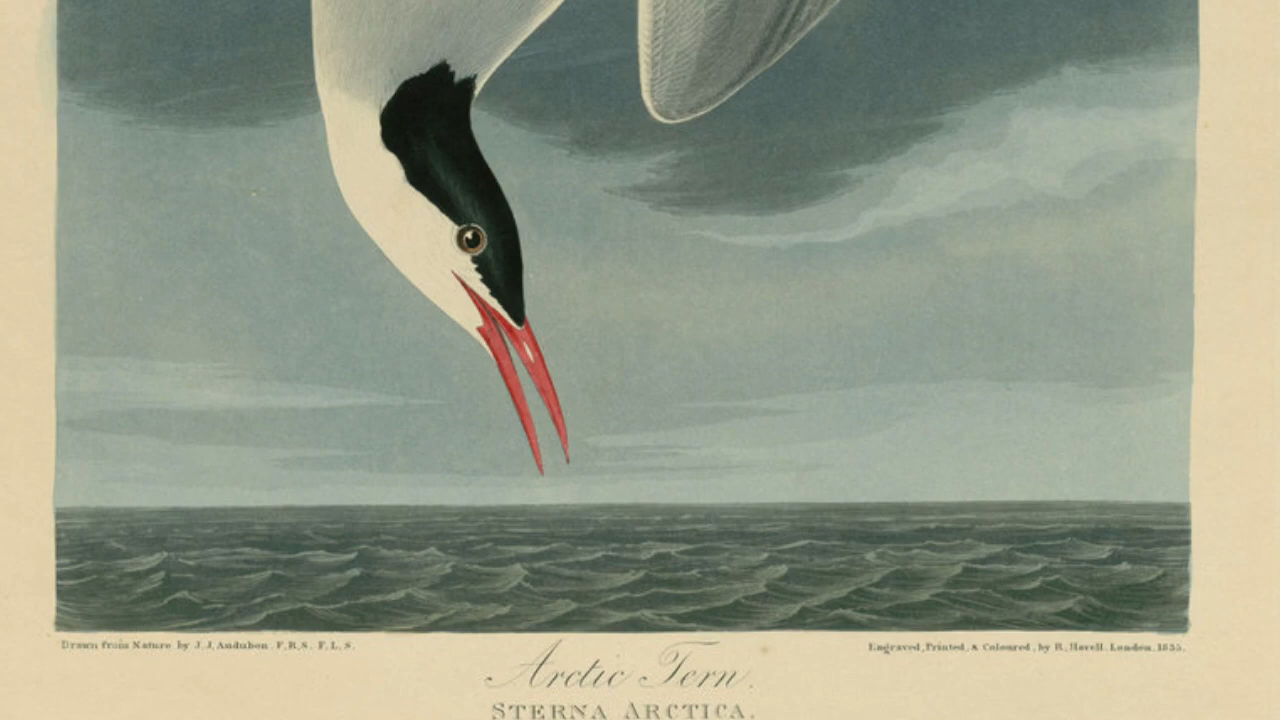 Drawn from Nature by J.J. Audubon. F.R.S. F.L.S.
Engraved, Printed, & Coloured, by R. Havell. London. 1835.
Arctic Tern.
STERNA ARCTICA.